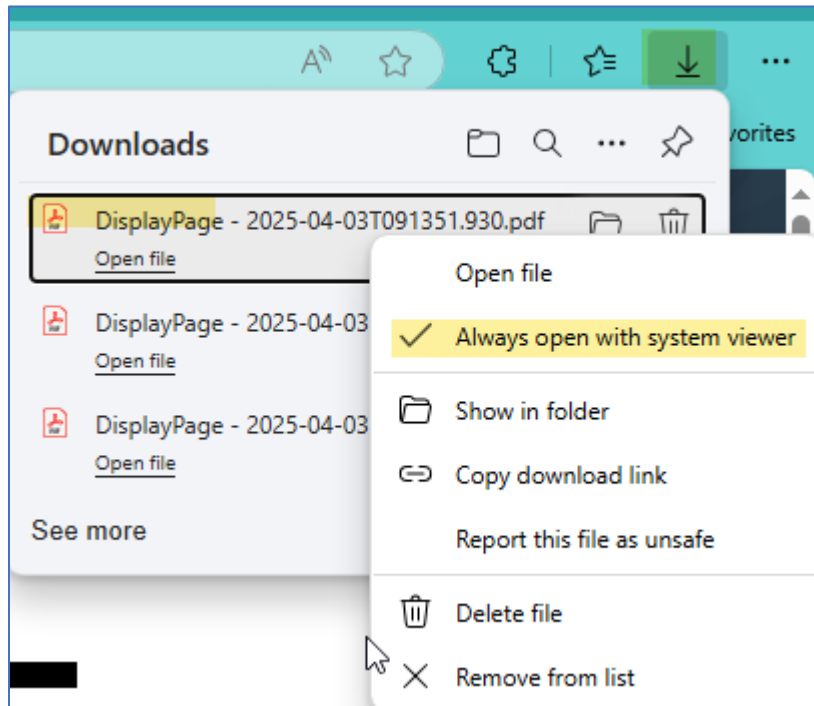 vorites
Downloads
DisplayPage - 2025-04-03T091351.930.pdf
Open file
DisplayPage - 2025-04-03
Open file
DisplayPage - 2025-04-03
Open file
See more
Open file
Always open with system viewer
Show in folder
Copy download link
Report this file as unsafe
Delete file
Remove from list